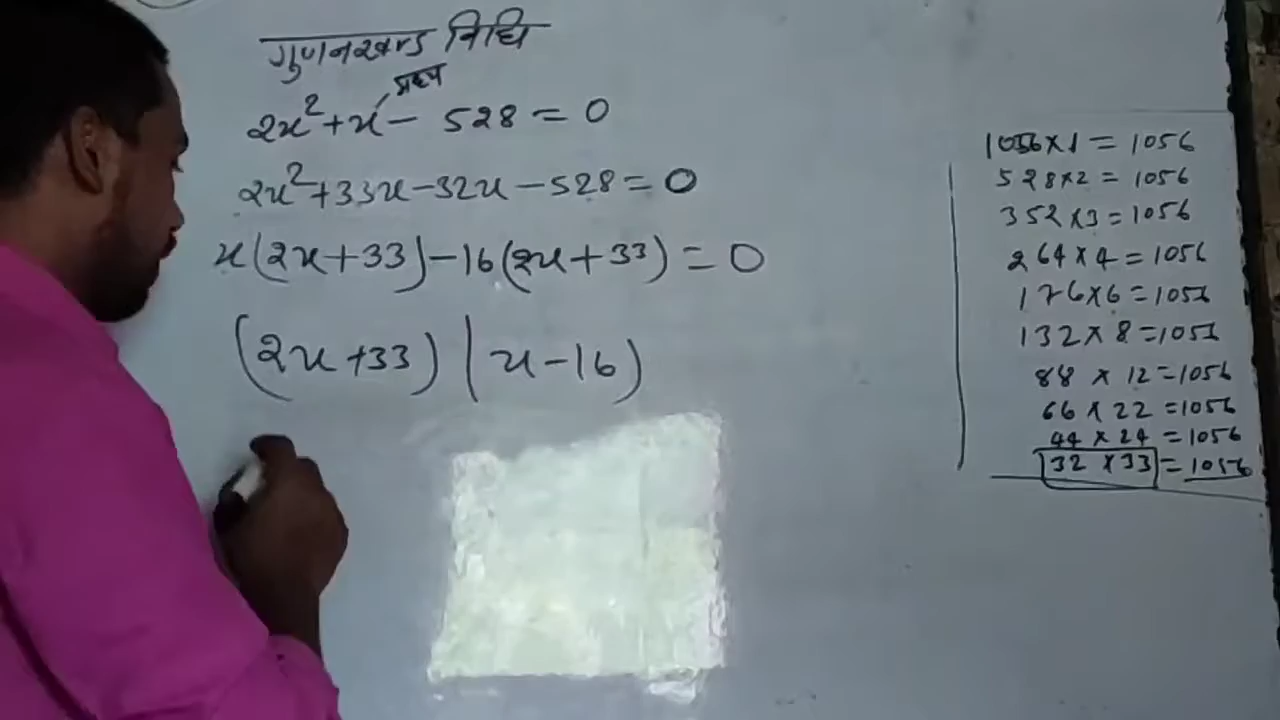 गुणनखण्ड विधि
प्रथम
2x²+x - 528 = 0
2x²+33x-32x-528=0
x(2x+33)-16(2x+33)=0
(2x+33)(x-16)
1056×1 = 1056
528×2 = 1056
352×3=1056
264×4=1056
176×6=1056
132×8=1056
88 × 12=1056
66 × 22 =1056
44 × 24 =1056
32 ×33 =1056